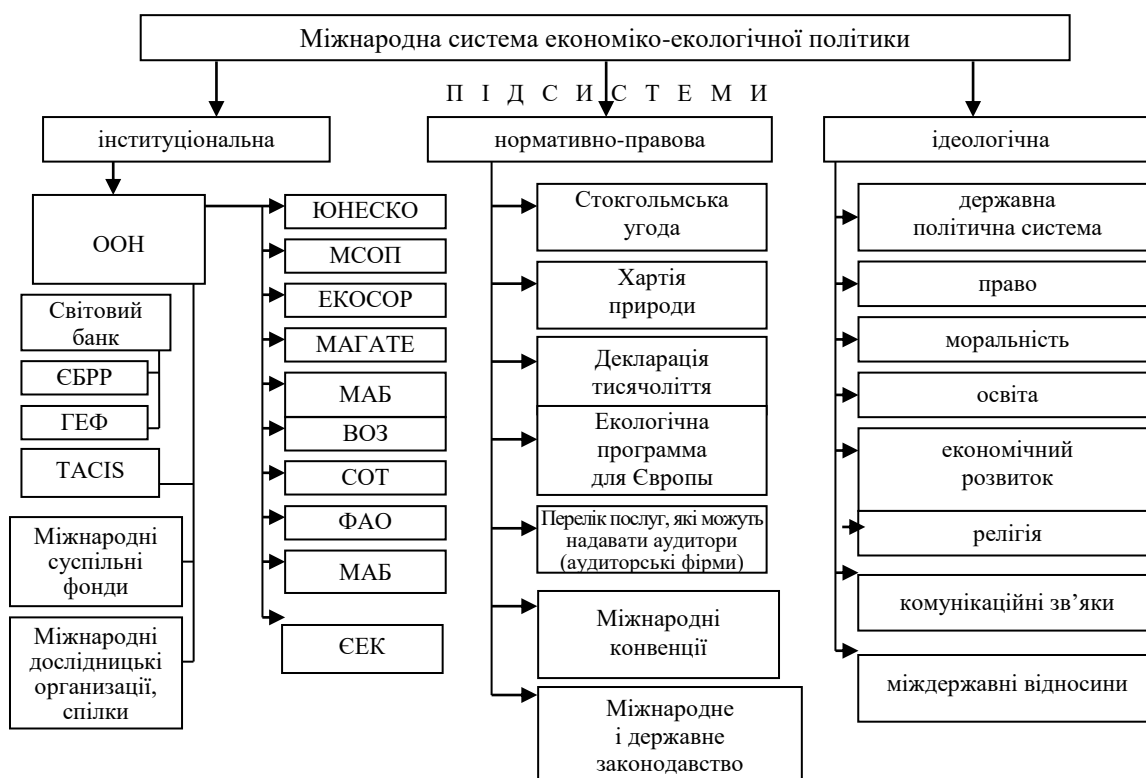 Міжнародна система економіко-екологічної політики
П І Д С И С Т Е М И
інституціональна
нормативно-правова
ідеологічна
ООН
Світовий
банк
ЄБРР
ГЕФ
TACIS
Міжнародні
суспільні
фонди
Міжнародні
дослідницькі
организації,
спілки
ЮНЕСКО
МСОП
ЕКОСОР
МАГАТЕ
МАБ
ВОЗ
СОТ
ФАО
МАБ
ЄЕК
Стокгольмська
угода
Хартія
природи
Декларація
тисячоліття
Екологічна
программа
для Європы
Перелік послуг, які можуть
надавати аудитори
(аудиторські фірми)
Міжнародні
конвенції
Міжнародне
і державне
законодавство
державна
політична система
право
моральність
освіта
економічний
розвиток
релігія
комунікаційні зв’яки
міждержавні відносини